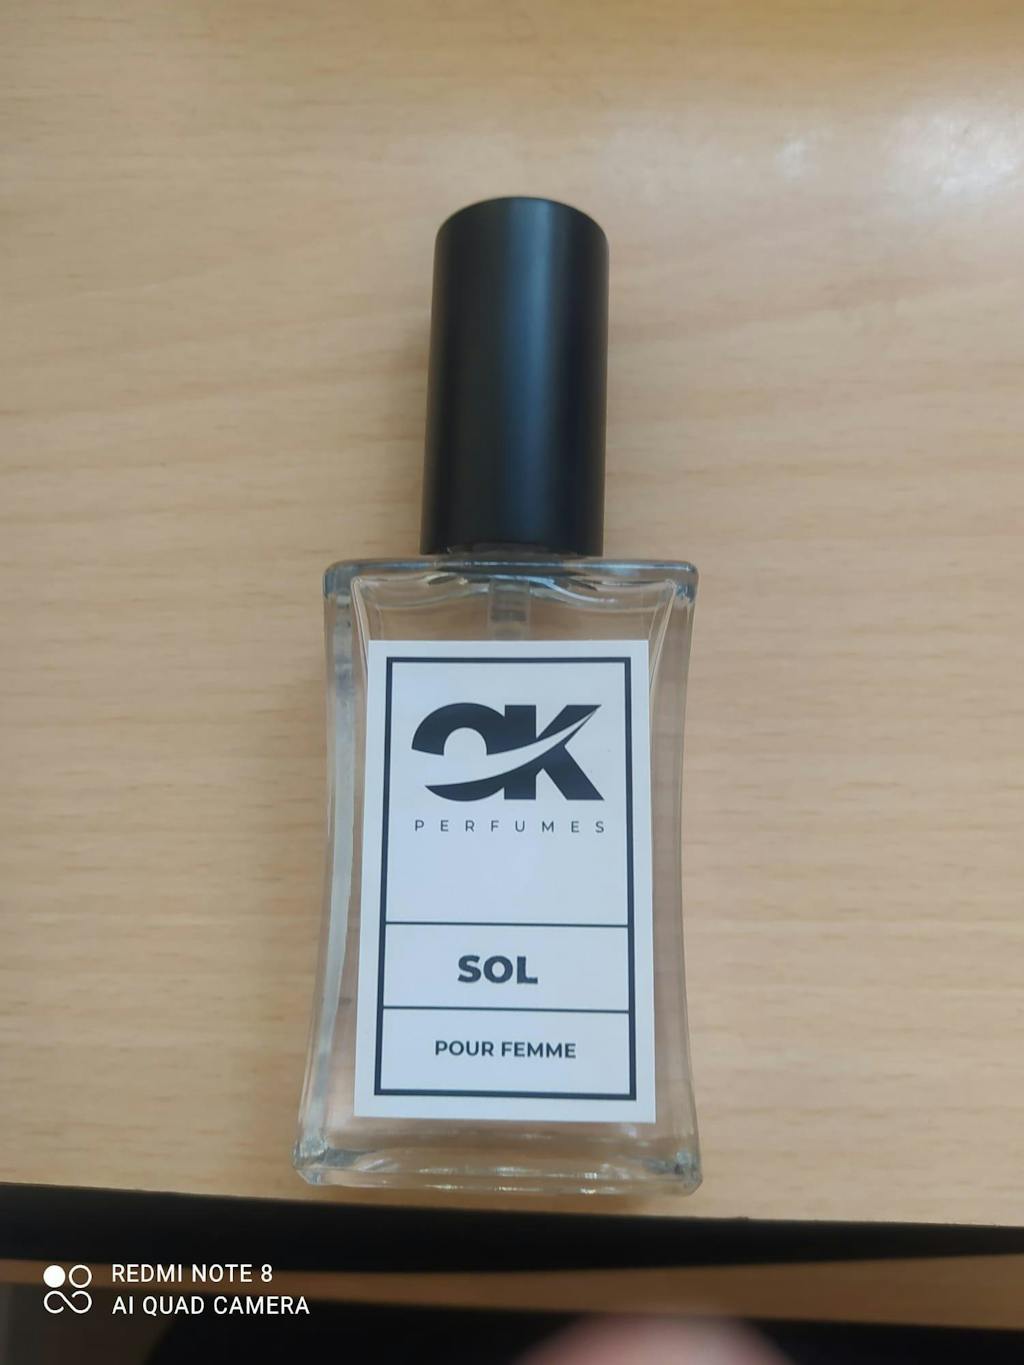 OK
PERFUMES
SOL
POUR FEMME
REDMI NOTE 8
AI QUAD CAMERA